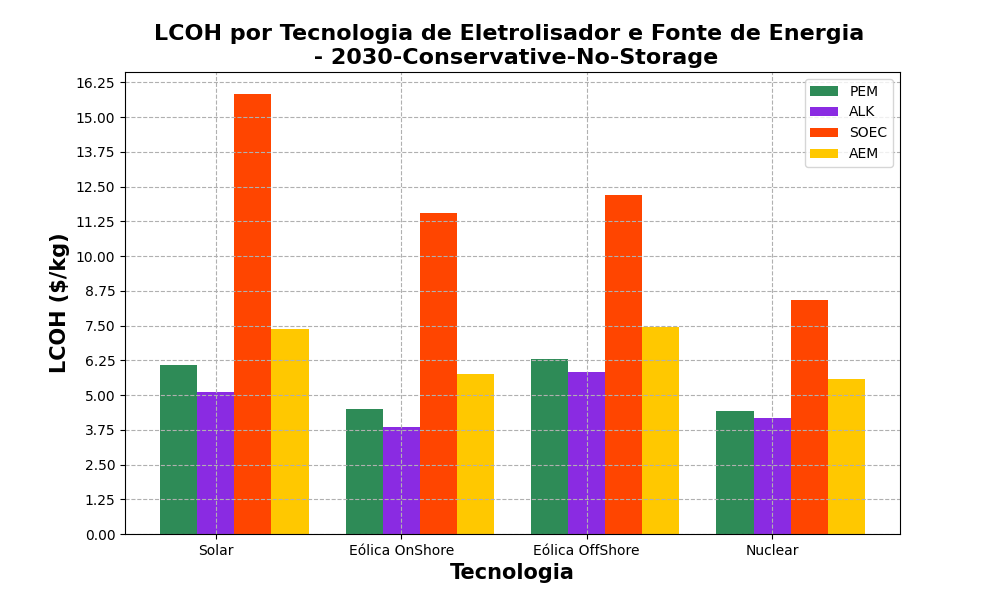 LCOH por Tecnologia de Eletrolisador e Fonte de Energia
- 2030-Conservative-No-Storage
LCOH ($/kg)
16.25
15.00
13.75
12.50
11.25
10.00
8.75
7.50
6.25
5.00
3.75
2.50
1.25
0.00
PEM
ALK
SOEC
AEM
Solar
Eólica OnShore
Eólica OffShore
Nuclear
Tecnologia